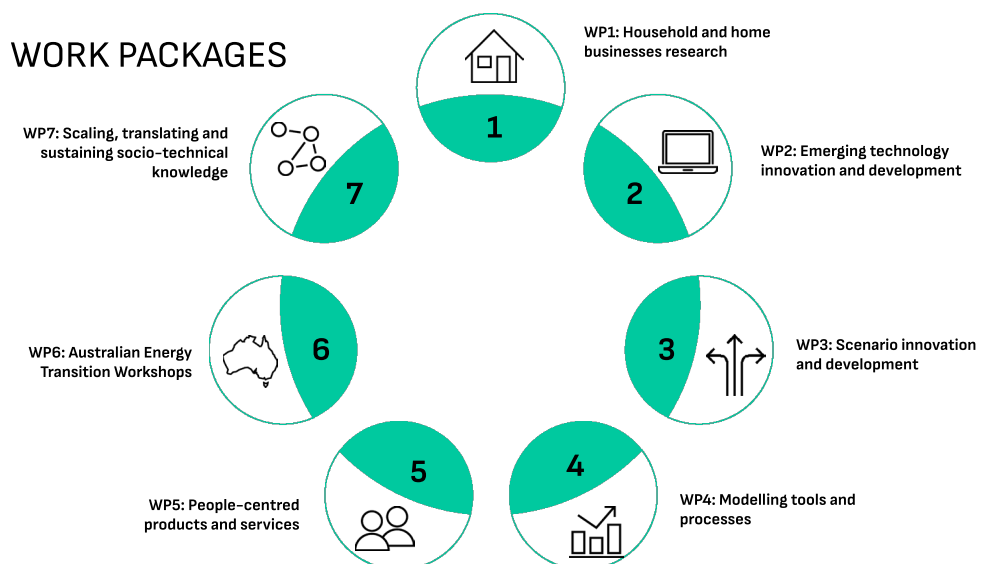 WORK PACKAGES
1
WP1: Household and home
businesses research
2
WP2: Emerging technology
innovation and development
3
WP3: Scenario innovation
and development
4
WP4: Modelling tools and
processes
5
WP5: People-centred
products and services
6
WP6: Australian Energy
Transition Workshops
7
WP7: Scaling, translating and
sustaining socio-technical
knowledge